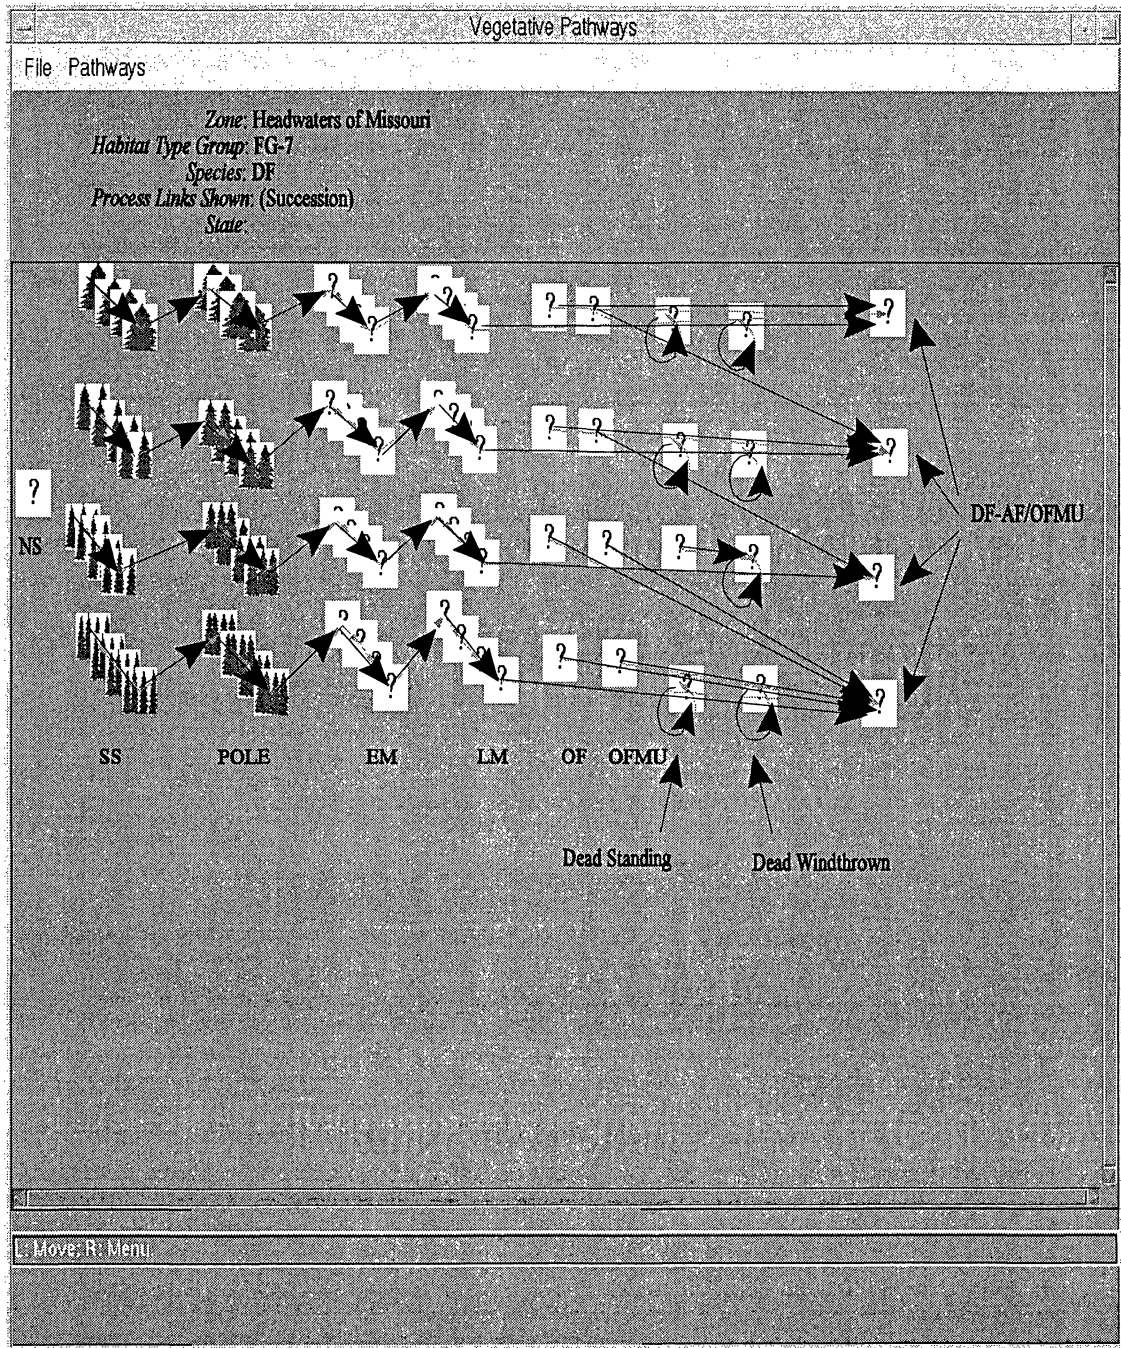 Vegetative Pathways
File Pathways
Zone: Headwaters of Missouri
Habitat Type Group: FG-7
Species: DF
Process Links Shown: (Succession)
State:
? ? ? ? ? ? ? ? ?
? ? ? ? ? ? ? ? ?
?
NS
DF-AF/OFMU
? ? ? ? ? ? ? ? ?
? ? ? ? ? ? ? ? ?
SS POLE EM LM OF OFMU
Dead Standing Dead Windthrown
L: Move; R: Menu.